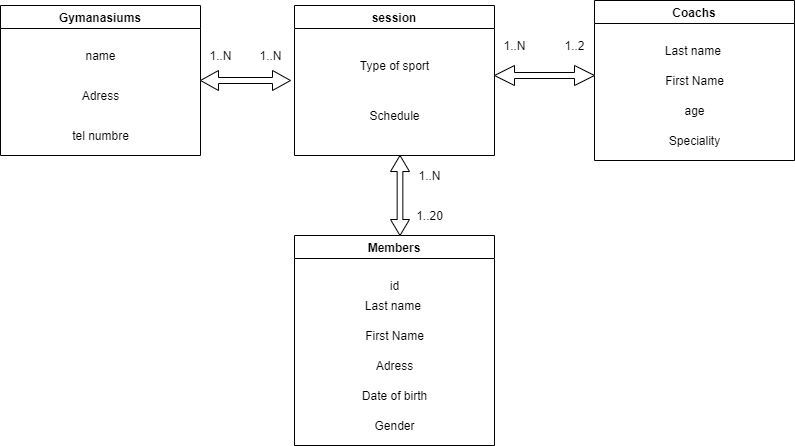 Gymanasiums
name
Adress
tel numbre
1..N
1..N
session
Type of sport
Schedule
1..N
1..2
Coachs
Last name
First Name
age
Speciality
1..N
1..20
Members
id
Last name
First Name
Adress
Date of birth
Gender